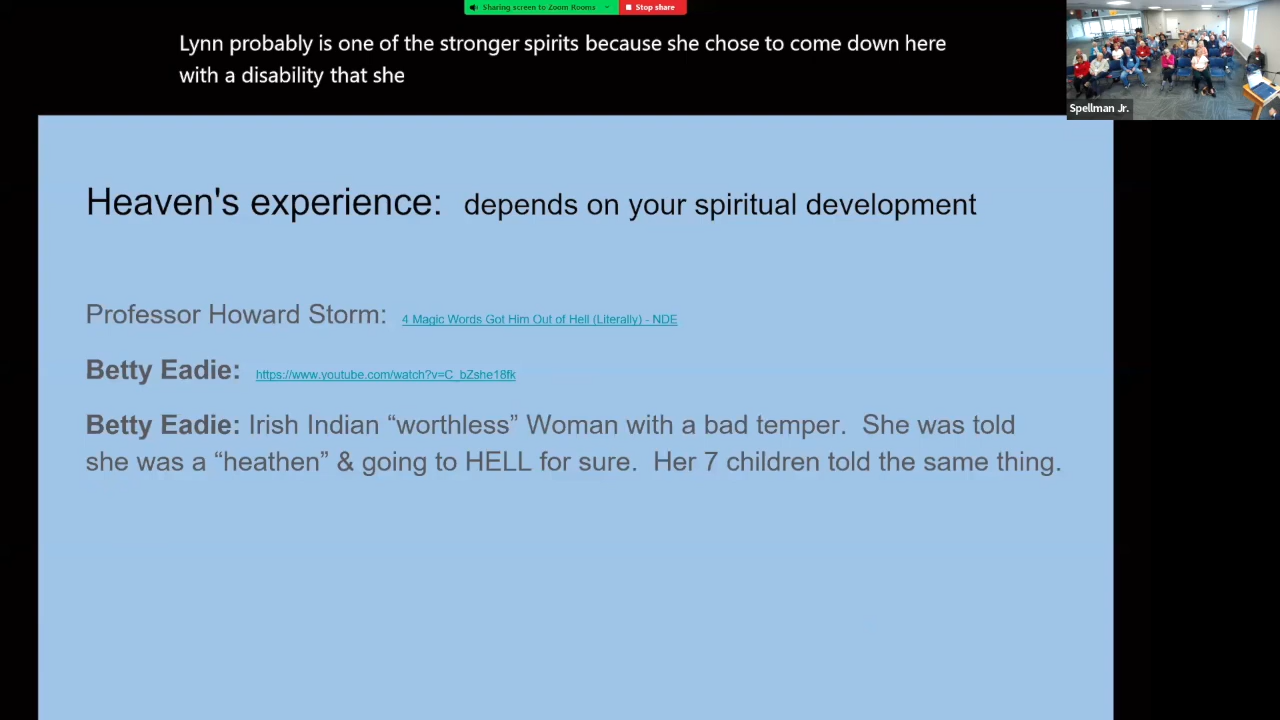 Sharing screen to Zoom Rooms
Stop share
Lynn probably is one of the stronger spirits because she chose to come down here
with a disability that she
Spellman Jr.
Heaven's experience: depends on your spiritual development
Professor Howard Storm: 4 Magic Words Got Him Out of Hell (Literally) - NDE
Betty Eadie: https://www.youtube.com/watch?v=C_bZshe18fk
Betty Eadie: Irish Indian “worthless” Woman with a bad temper. She was told
she was a “heathen” & going to HELL for sure. Her 7 children told the same thing.